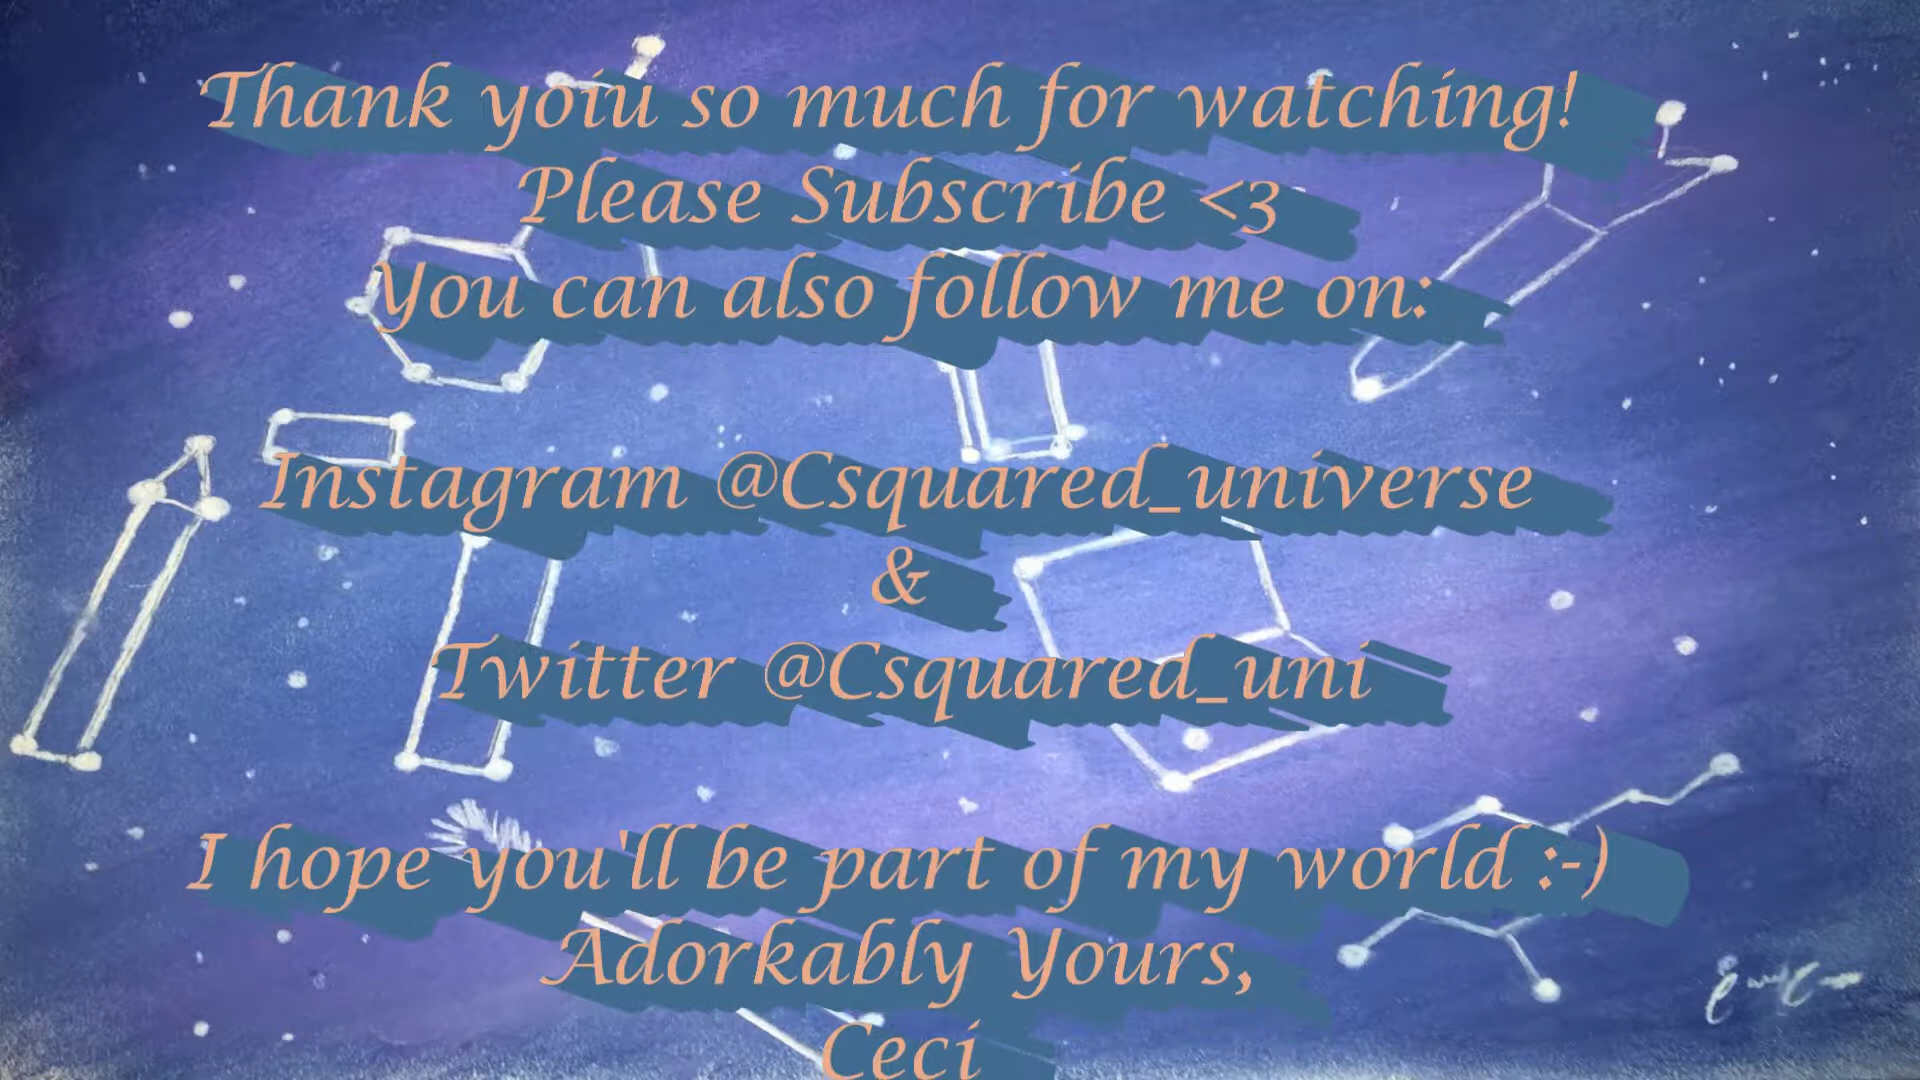 Thank yoiu so much for watching!
Please Subscribe <3
You can also follow me on:
Instagram @Csquared_universe
&
Twitter @Csquared_uni
I hope you'll be part of my world :-)
Adorkably Yours,
Ceci